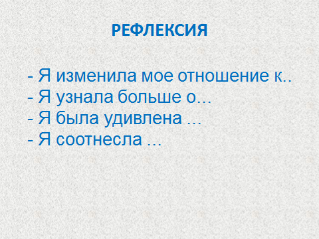 РЕФЛЕКСИЯ
- Я изменила мое отношение к..
- Я узнала больше о…
- Я была удивлена …
- Я соотнесла …